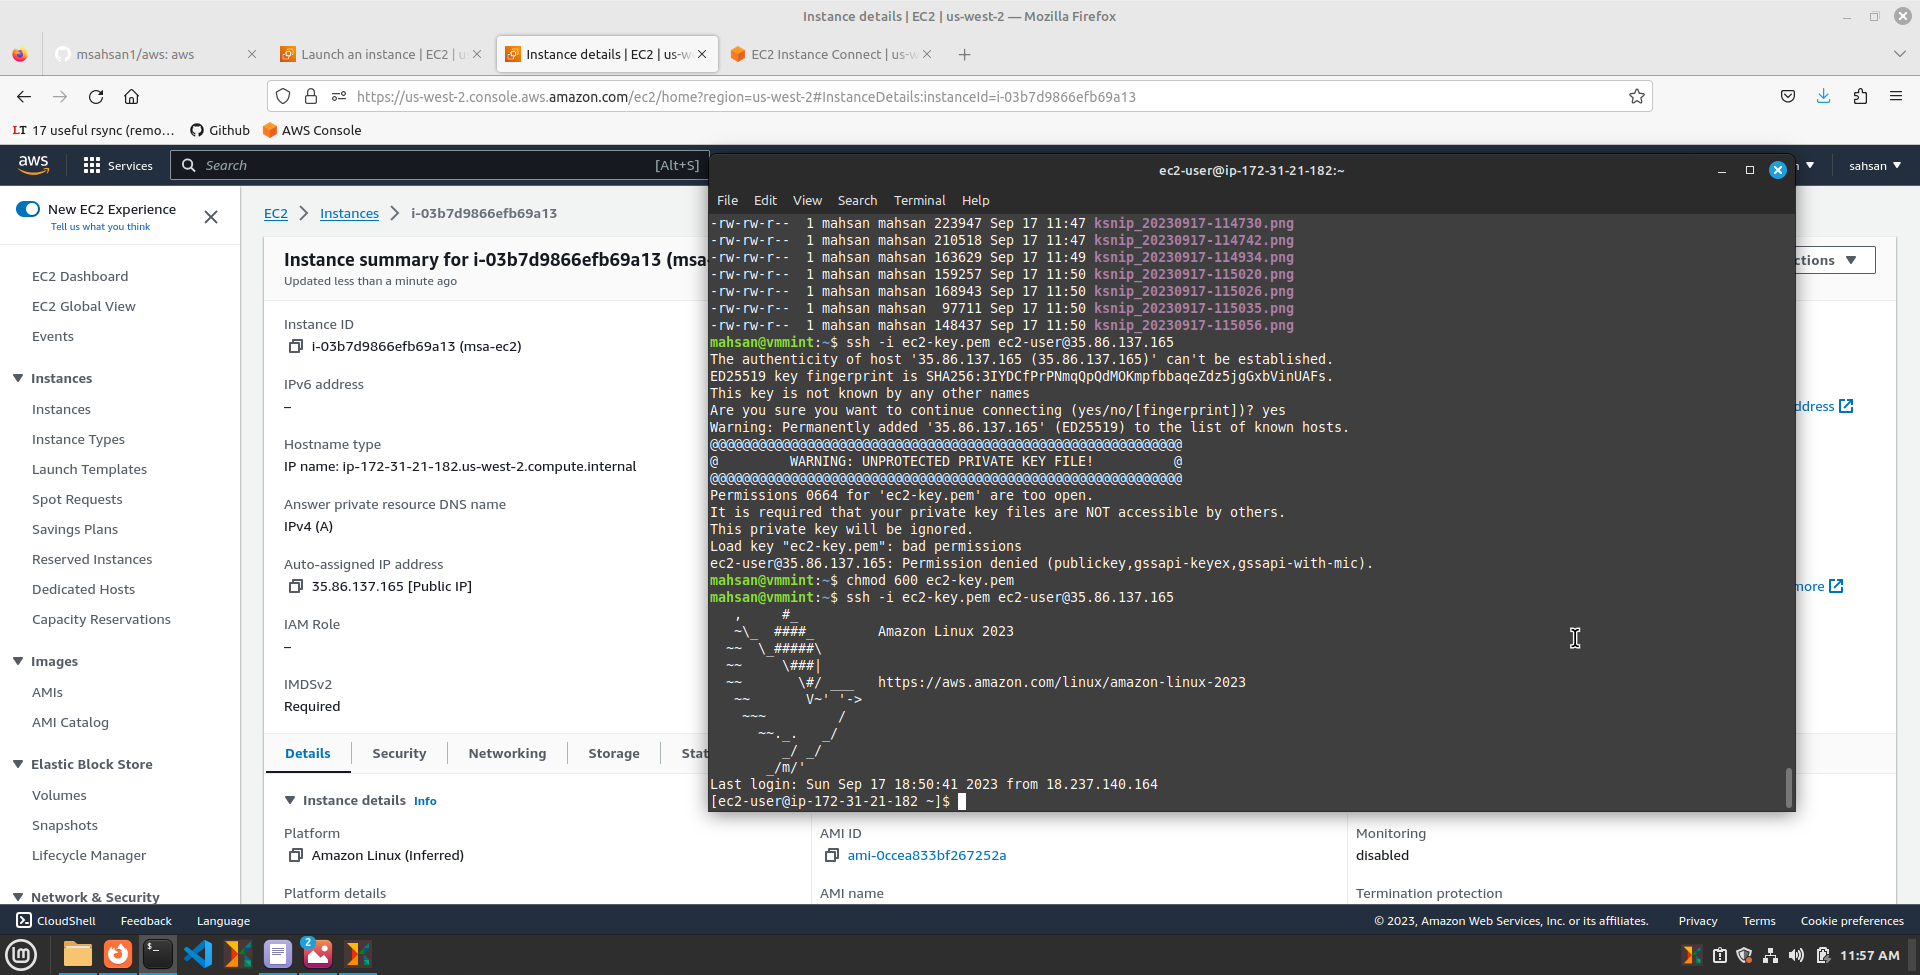 Instance details | EC2 | us-west-2 — Mozilla Firefox
msahsan1/aws: aws
Launch an instance | EC2 | u
Instance details | EC2 | us-w
EC2 Instance Connect | us-w
https://us-west-2.console.aws.amazon.com/ec2/home?region=us-west-2#InstanceDetails:instanceId=i-03b7d9866efb69a13
LT 17 useful rsync (remo…
Github
AWS Console
aws
Services
Search
[Alt+S]
sahsan
New EC2 Experience
Tell us what you think
EC2 Dashboard
EC2 Global View
Events
Instances
Instances
Instance Types
Launch Templates
Spot Requests
Savings Plans
Reserved Instances
Dedicated Hosts
Capacity Reservations
Images
AMIs
AMI Catalog
Elastic Block Store
Volumes
Snapshots
Lifecycle Manager
Network & Security
EC2 > Instances > i-03b7d9866efb69a13
Instance summary for i-03b7d9866efb69a13 (msa-
Updated less than a minute ago
ctions
Instance ID
i-03b7d9866efb69a13 (msa-ec2)
IPv6 address
–
Hostname type
IP name: ip-172-31-21-182.us-west-2.compute.internal
Answer private resource DNS name
IPv4 (A)
Auto-assigned IP address
35.86.137.165 [Public IP]
IAM Role
–
IMDSv2
Required
ddress
more
Details
Security
Networking
Storage
Stat
Instance details Info
Platform
Amazon Linux (Inferred)
Platform details
AMI ID
ami-0ccea833bf267252a
AMI name
Monitoring
disabled
Termination protection
ec2-user@ip-172-31-21-182:~
File Edit View Search Terminal Help
-rw-rw-r--  1 mahsan mahsan 223947 Sep 17 11:47 ksnip_20230917-114730.png
-rw-rw-r--  1 mahsan mahsan 210518 Sep 17 11:47 ksnip_20230917-114742.png
-rw-rw-r--  1 mahsan mahsan 163629 Sep 17 11:49 ksnip_20230917-114934.png
-rw-rw-r--  1 mahsan mahsan 159257 Sep 17 11:50 ksnip_20230917-115020.png
-rw-rw-r--  1 mahsan mahsan 168943 Sep 17 11:50 ksnip_20230917-115026.png
-rw-rw-r--  1 mahsan mahsan  97711 Sep 17 11:50 ksnip_20230917-115035.png
-rw-rw-r--  1 mahsan mahsan 148437 Sep 17 11:50 ksnip_20230917-115056.png
mahsan@vmmint:~$ ssh -i ec2-key.pem ec2-user@35.86.137.165
The authenticity of host '35.86.137.165 (35.86.137.165)' can't be established.
ED25519 key fingerprint is SHA256:3IYDCfPrPNmqQpQdMOKmpfbbaqeZdz5jgGxbVinUAFs.
This key is not known by any other names
Are you sure you want to continue connecting (yes/no/[fingerprint])? yes
Warning: Permanently added '35.86.137.165' (ED25519) to the list of known hosts.
@@@@@@@@@@@@@@@@@@@@@@@@@@@@@@@@@@@@@@@@@@@@@@@@@@@@@@@@@@@
@         WARNING: UNPROTECTED PRIVATE KEY FILE!          @
@@@@@@@@@@@@@@@@@@@@@@@@@@@@@@@@@@@@@@@@@@@@@@@@@@@@@@@@@@@
Permissions 0664 for 'ec2-key.pem' are too open.
It is required that your private key files are NOT accessible by others.
This private key will be ignored.
Load key "ec2-key.pem": bad permissions
ec2-user@35.86.137.165: Permission denied (publickey,gssapi-keyex,gssapi-with-mic).
mahsan@vmmint:~$ chmod 600 ec2-key.pem
mahsan@vmmint:~$ ssh -i ec2-key.pem ec2-user@35.86.137.165
   ,     #_
   ~\_  ####_        Amazon Linux 2023
  ~~  \_#####\
  ~~     \###|
  ~~       \#/ ___   https://aws.amazon.com/linux/amazon-linux-2023
   ~~       V~' '->
    ~~~         /
      ~~._.   _/
         _/ _/
       _/m/'
Last login: Sun Sep 17 18:50:41 2023 from 18.237.140.164
[ec2-user@ip-172-31-21-182 ~]$
CloudShell
Feedback
Language
© 2023, Amazon Web Services, Inc. or its affiliates.
Privacy
Terms
Cookie preferences
2
11:57 AM